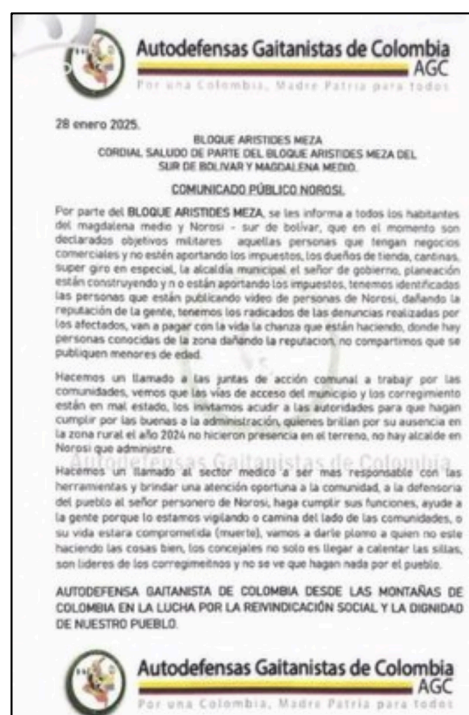 Autodefensas Gaitanistas de Colombia
AGC
Por una Colombia, Madre Patria para todos
28 enero 2025.
BLOQUE ARISTIDES MEZA
CORDIAL SALUDO DE PARTE DEL BLOQUE ARISTIDES MEZA DEL
SUR DE BOLIVAR Y MAGDALENA MEDIO.
COMUNICADO PÚBLICO NOROSI.
Por parte del BLOQUE ARISTIDES MEZA, se les informa a todos los habitantes
del magdalena medio y Norosi - sur de bolívar, que en el momento son
declarados objetivos militares aquellas personas que tengan negocios
comerciales y no estén aportando los impuestos, los dueños de tienda, cantinas,
super giro en especial, la alcaldía municipal el señor de gobierno, planeación
están construyendo y n o están aportando los impuestos, tenemos identificadas
las personas que están publicando video de personas de Norosi, dañando la
reputación de la gente, tenemos los radicados de las denuncias realizadas por
los afectados, van a pagar con la vida la chanza que están haciendo, donde hay
personas conocidas de la zona dañando la reputacion, no compartimos que se
publiquen menores de edad.
Hacemos un llamado a las juntas de acción comunal a trabajr por las
comunidades, vemos que las vías de acceso del municipio y los corregimiento
están en mal estado, los invitamos acudir a las autoridades para que hagan
cumplir por las buenas a la administración, quienes brillan por su ausencia en
la zona rural el año 2024 no hicieron presencia en el terreno, no hay alcalde en
Norosi que administre.
Autodefensas Gaitanistas de Colombia
Hacemos un llamado al sector medico a ser mas responsable con las
herramientas y brindar una atención oportuna a la comunidad, a la defensoria
del pueblo al señor personero de Norosi, haga cumplir sus funciones, ayude a
la gente porque lo estamos vigilando o camina del lado de las comunidades, o
su vida estara comprometida (muerte), vamos a darle plomo a quien no este
haciendo las cosas bien, los concejales no solo es llegar a calentar las sillas,
son lideres de los corregimeitnos y no se ve que hagan nada por el pueblo.
AUTODEFENSA GAITANISTA DE COLOMBIA DESDE LAS MONTAÑAS DE
COLOMBIA EN LA LUCHA POR LA REIVINDICACIÓN SOCIAL Y LA DIGNIDAD
DE NUESTRO PUEBLO.
Autodefensas Gaitanistas de Colombia
AGC
Por una Colombia, Madre Patria para todos